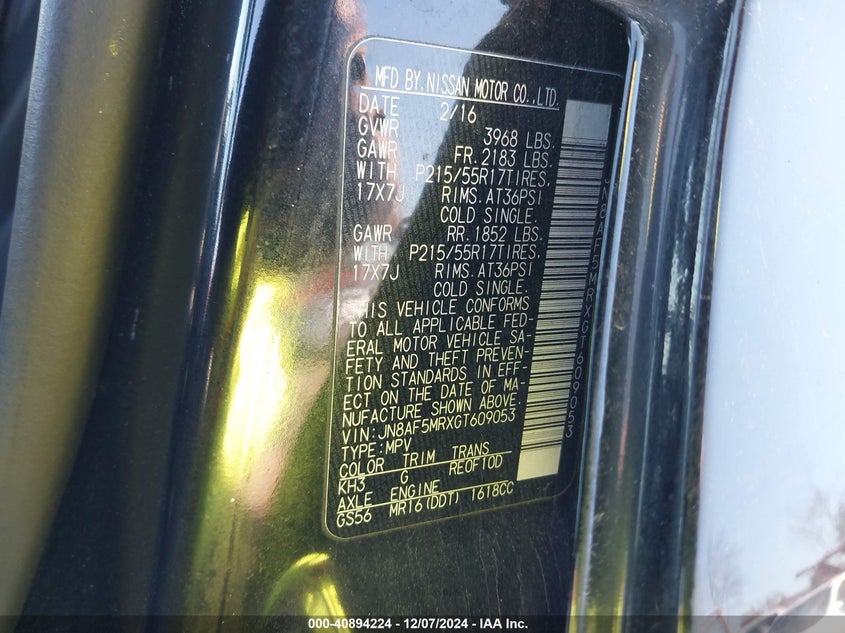 MFD BY.NISSAN MOTOR CO.,LTD.
DATE 2/16
GVWR 3968 LBS.
GAWR FR. 2183 LBS.
WITH P215/55R17TIRES,
17X7J RIMS. AT36PSI
COLD SINGLE.
GAWR RR. 1852 LBS.
WITH P215/55R17TIRES,
17X7J RIMS. AT36PSI
COLD SINGLE.
THIS VEHICLE CONFORMS
TO ALL APPLICABLE FED-
ERAL MOTOR VEHICLE SA-
FETY AND THEFT PREVEN-
TION STANDARDS IN EFF-
ECT ON THE DATE OF MA-
NUFACTURE SHOWN ABOVE.
VIN:JN8AF5MRXGT609053
TYPE:MPV
COLOR TRIM TRANS
KH3 G RE0F10D
AXLE ENGINE
GS56 MR16(DDT) 1618CC
JN8AF5MRXGT609053
000-40894224 - 12/07/2024 - IAA Inc.